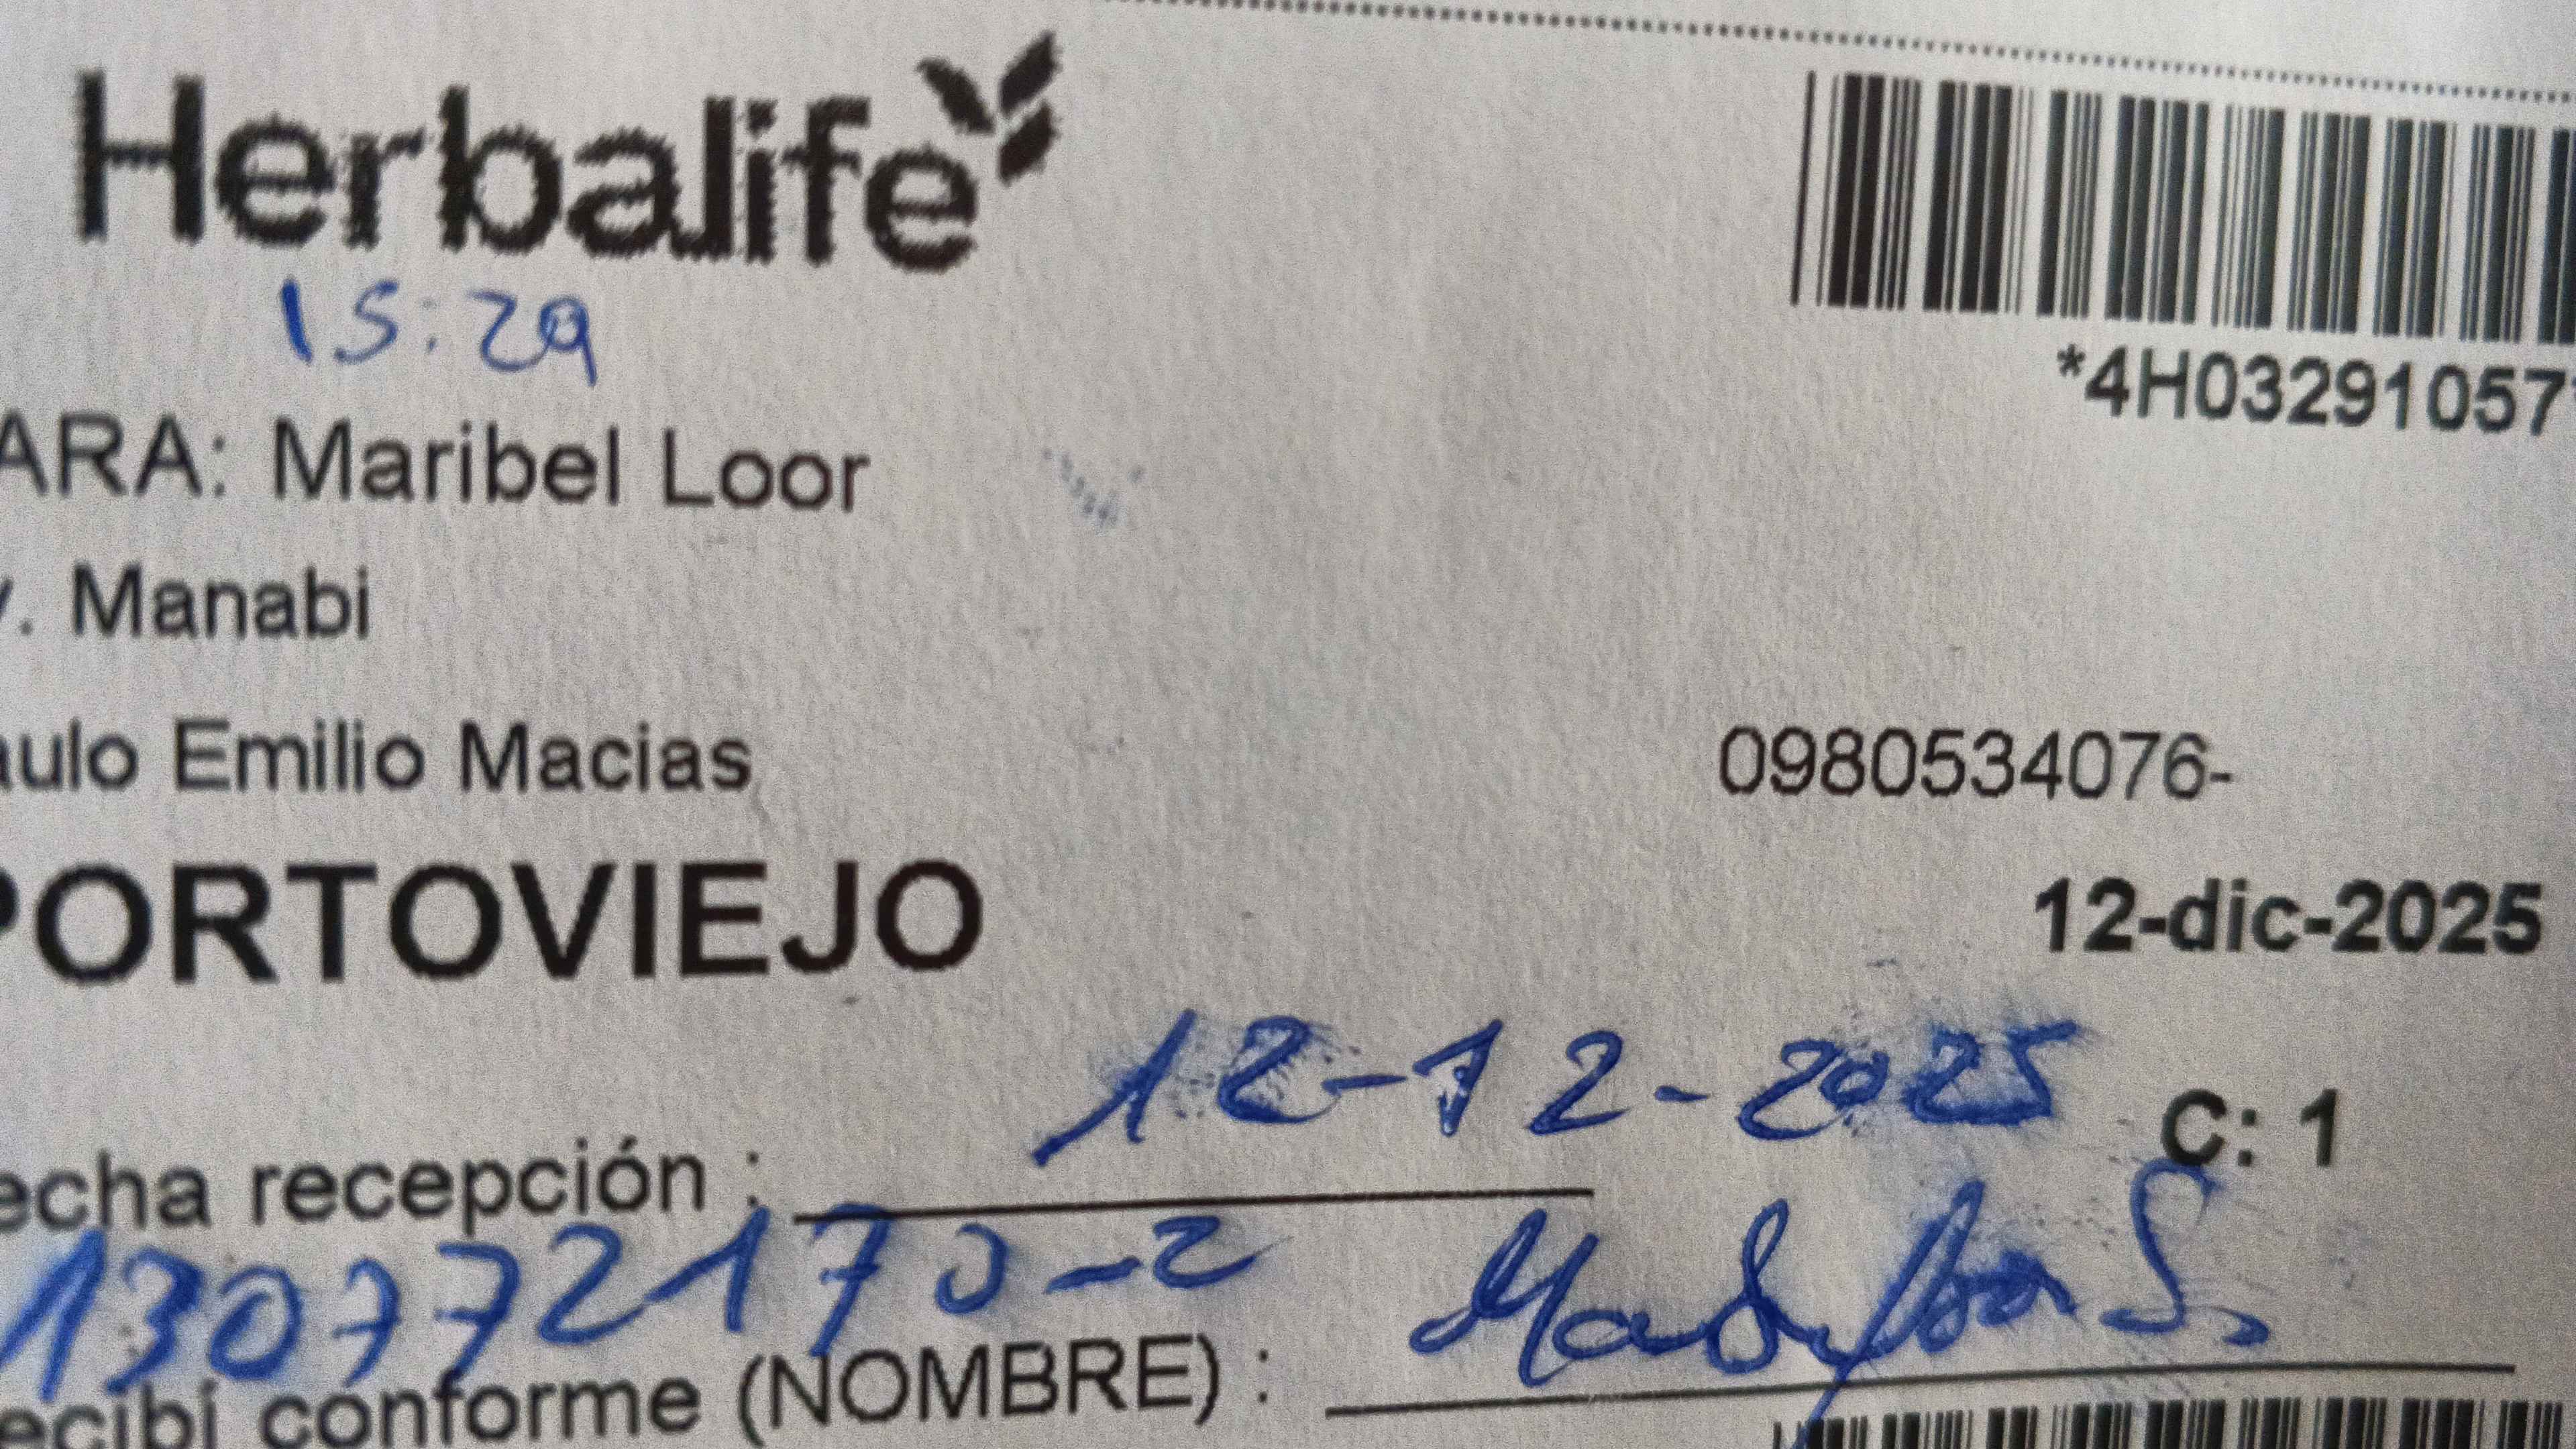 Herbalife
15:29
*4H03291057*
ARA: Maribel Loor
. Manabi
aulo Emilio Macias
0980534076-
PORTOVIEJO
12-dic-2025
12-12-2025
C: 1
echa recepción :
130772170-2
ecibí conforme (NOMBRE) :